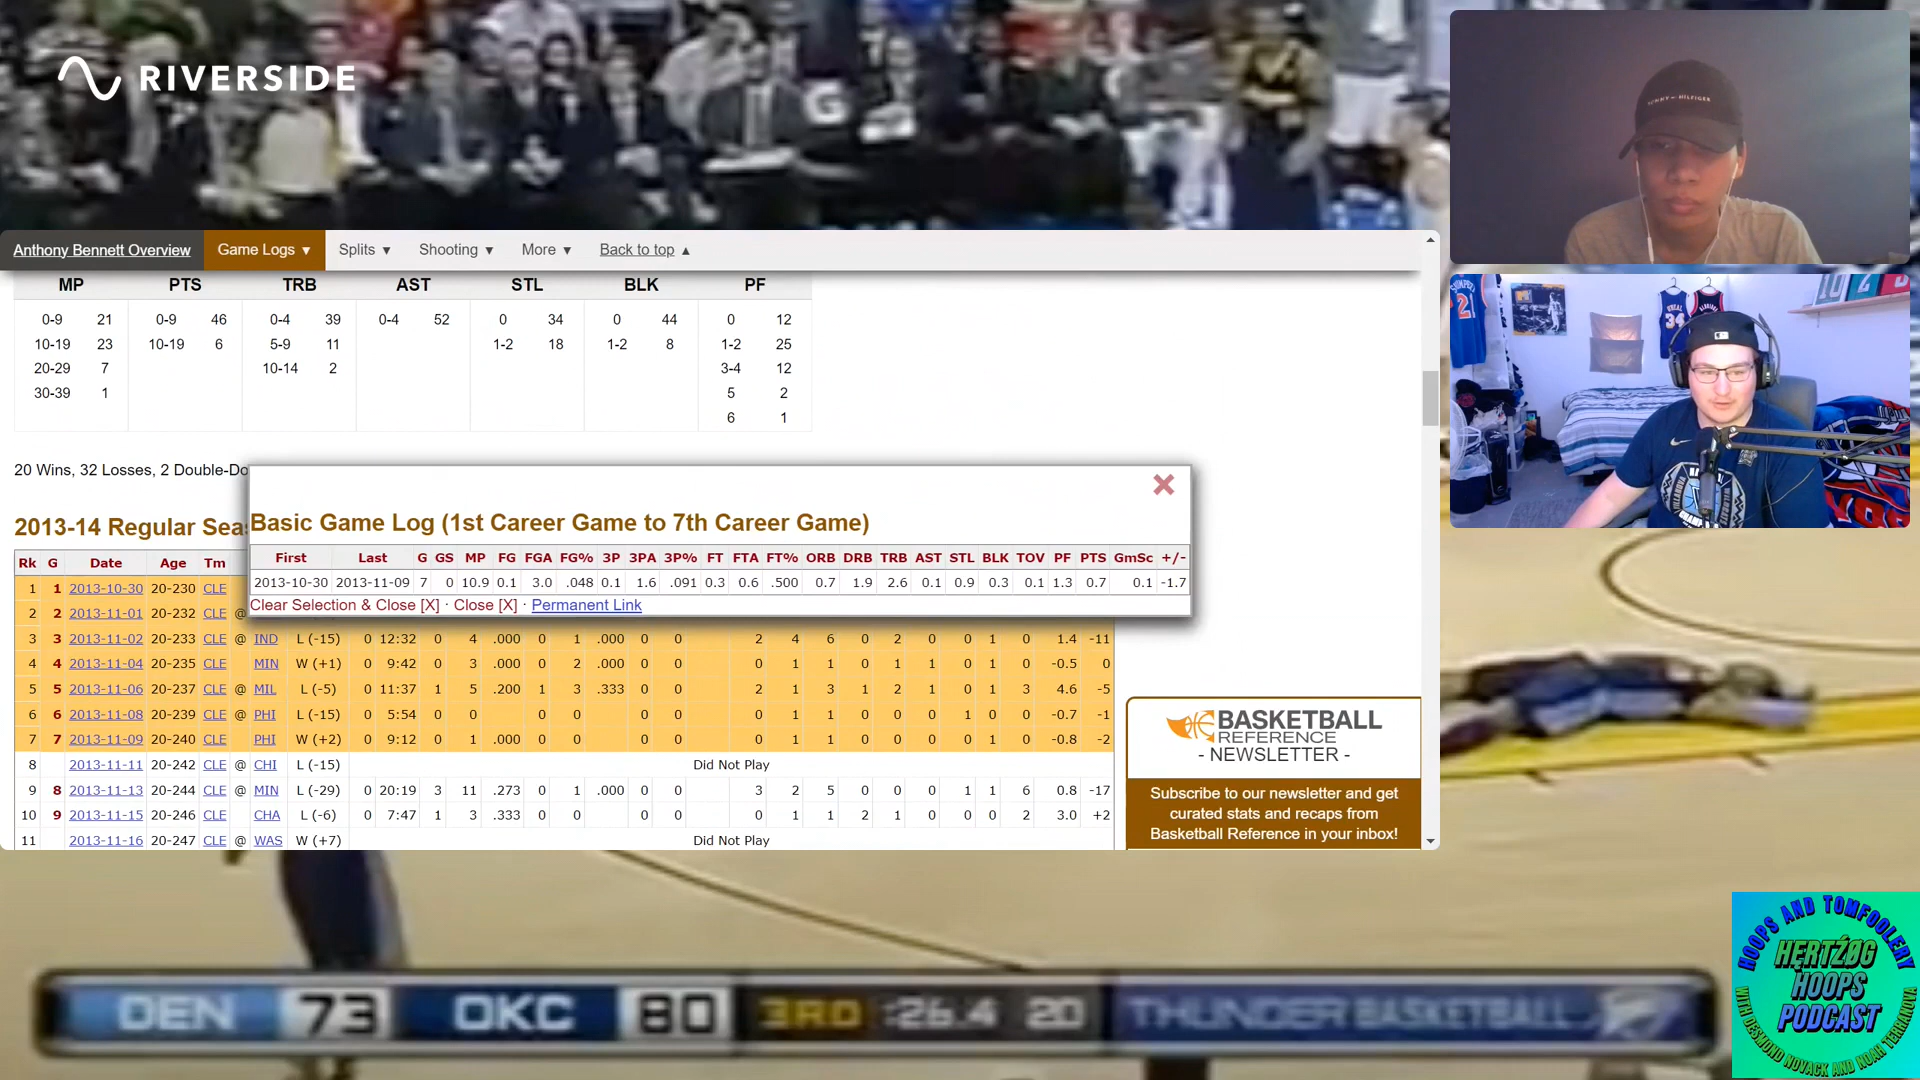 RIVERSIDE
Anthony Bennett Overview Game Logs ▼ Splits ▼ Shooting ▼ More ▼ Back to top ▲
MP PTS TRB AST STL BLK PF
0-9 21 0-9 46 0-4 39 0-4 52 0 34 0 44 0 12
10-19 23 10-19 6 5-9 11 1-2 18 1-2 8 1-2 25
20-29 7 10-14 2 3-4 12
30-39 1 5 2
6 1
20 Wins, 32 Losses, 2 Double-Do
Basic Game Log (1st Career Game to 7th Career Game)
First Last G GS MP FG FGA FG% 3P 3PA 3P% FT FTA FT% ORB DRB TRB AST STL BLK TOV PF PTS GmSc +/-
2013-10-30 2013-11-09 7 0 10.9 0.1 3.0 .048 0.1 1.6 .091 0.3 0.6 .500 0.7 1.9 2.6 0.1 0.9 0.3 0.1 1.3 0.7 0.1 -1.7
Clear Selection & Close [X] · Close [X] · Permanent Link
2013-14 Regular Sea
Rk G Date Age Tm
1 1 2013-10-30 20-230 CLE
2 2 2013-11-01 20-232 CLE @
3 3 2013-11-02 20-233 CLE @ IND L (-15) 0 12:32 0 4 .000 0 1 .000 0 0 2 4 6 0 2 0 1 0 1.4 -11
4 4 2013-11-04 20-235 CLE MIN W (+1) 0 9:42 0 3 .000 0 2 .000 0 0 0 1 1 0 1 1 0 1 0 -0.5 0
5 5 2013-11-06 20-237 CLE @ MIL L (-5) 0 11:37 1 5 .200 1 3 .333 0 0 2 1 3 1 2 1 0 1 3 4.6 -5
6 6 2013-11-08 20-239 CLE @ PHI L (-15) 0 5:54 0 0 0 0 0 0 0 1 1 0 0 0 1 0 0 -0.7 -1
7 7 2013-11-09 20-240 CLE PHI W (+2) 0 9:12 0 1 .000 0 0 0 0 0 1 1 0 0 0 0 1 0 -0.8 -2
8 2013-11-11 20-242 CLE @ CHI L (-15) Did Not Play
9 8 2013-11-13 20-244 CLE @ MIN L (-29) 0 20:19 3 11 .273 0 1 .000 0 0 3 2 5 0 0 0 1 1 6 0.8 -17
10 9 2013-11-15 20-246 CLE CHA L (-6) 0 7:47 1 3 .333 0 0 0 0 0 1 1 2 1 0 0 0 2 3.0 +2
11 2013-11-16 20-247 CLE @ WAS W (+7) Did Not Play
BASKETBALL
REFERENCE
- NEWSLETTER -
Subscribe to our newsletter and get
curated stats and recaps from
Basketball Reference in your inbox!
TOMMY HILFIGER
34
DEN 73 OKC 80 3RD :26.4 20 THUNDER BASKETBALL
HOOPS AND TOMFOOLERY
HERTŹØG
HOOPS
PODCAST
WITH DESMOND NOVACK AND NOAH TERRANOVA